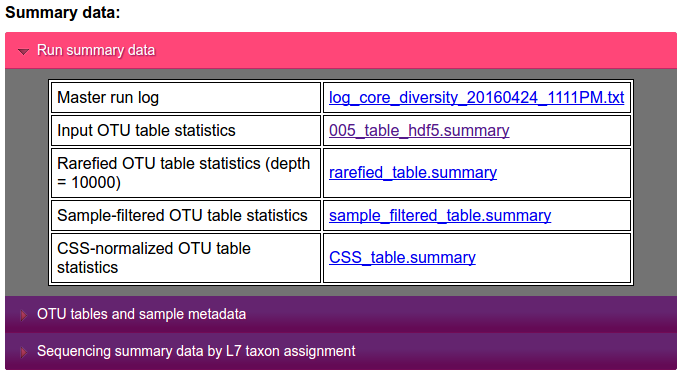 Summary data:
Run summary data
Master run log log_core_diversity_20160424_1111PM.txt
Input OTU table statistics 005_table_hdf5.summary
Rarefied OTU table statistics (depth
= 10000) rarefied_table.summary
Sample-filtered OTU table statistics sample_filtered_table.summary
CSS-normalized OTU table
statistics CSS_table.summary
OTU tables and sample metadata
Sequencing summary data by L7 taxon assignment